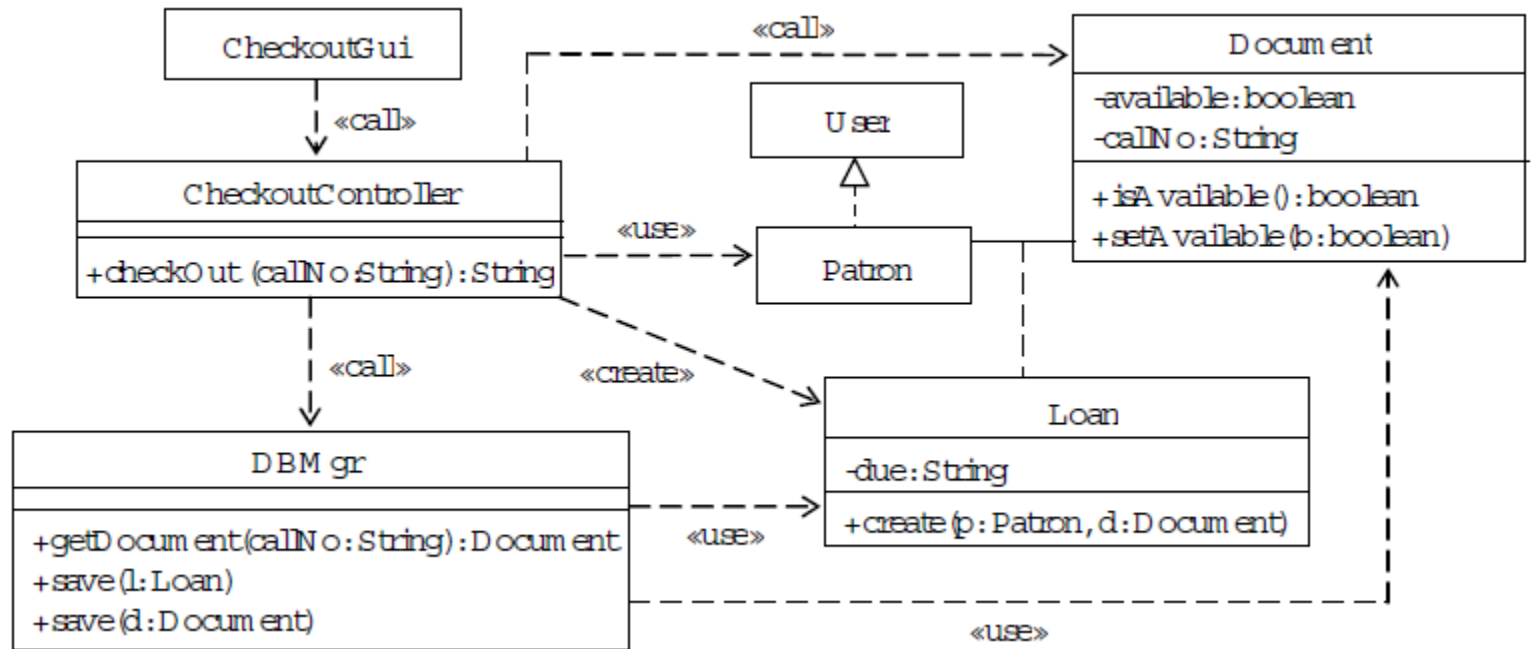 CheckoutGui
«call»
«call»
Document
-available:boolean
-callNo:String
+isAvailable():boolean
+setAvailable(b:boolean)
User
CheckoutController
+checkOut(callNo:String):String
«use»
Patron
«call»
«create»
Loan
-due:String
+create(p:Patron,d:Document)
DBMgr
+getDocument(callNo:String):Document
+save(l:Loan)
+save(d:Document)
«use»
«use»